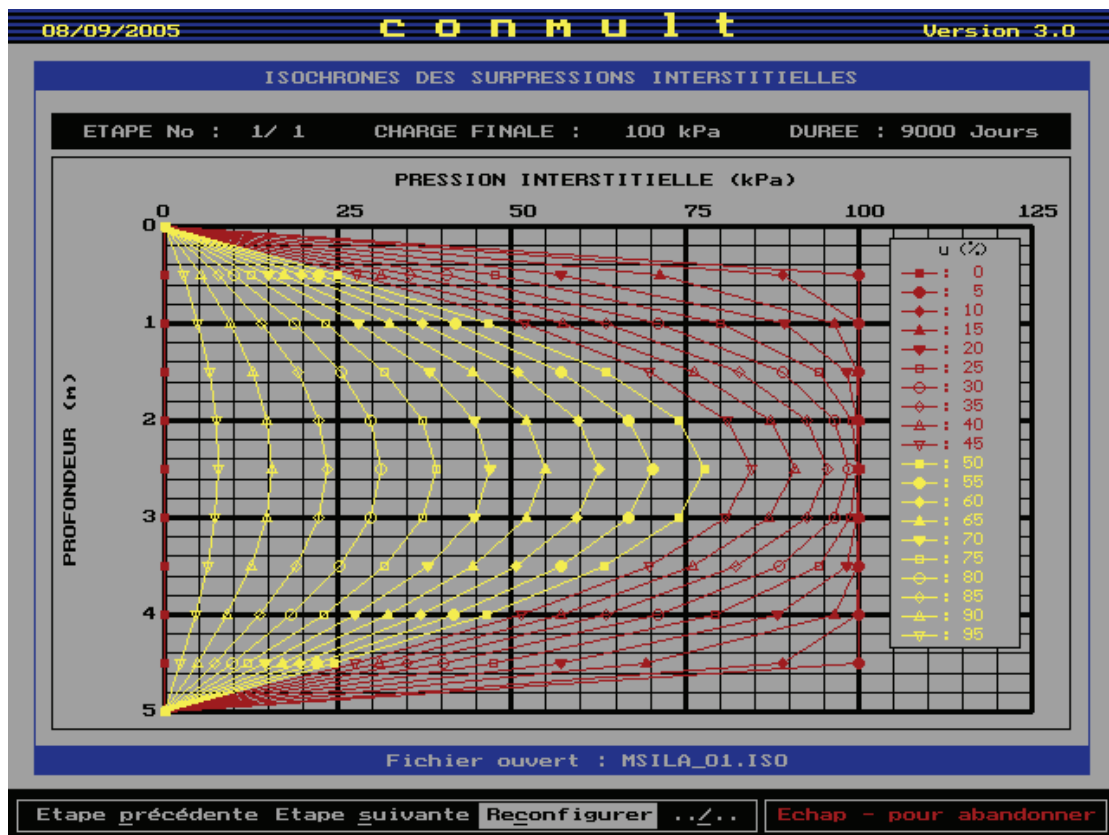 08/09/2005 conmult Version 3.0
ISOCHRONES DES SURPRESSIONS INTERSTITIELLES
ETAPE No : 1/ 1 CHARGE FINALE : 100 kPa DUREE : 9000 Jours
PRESSION INTERSTITIELLE (kPa)
0 25 50 75 100 125
0
1
2
3
4
5
PROFONDEUR (m)
u (%)
: 0
: 5
: 10
: 15
: 20
: 25
: 30
: 35
: 40
: 45
: 50
: 55
: 60
: 65
: 70
: 75
: 80
: 85
: 90
: 95
Fichier ouvert : MSILA_01.ISO
Etape précédente Etape suivante Reconfigurer ../.. Echap - pour abandonner